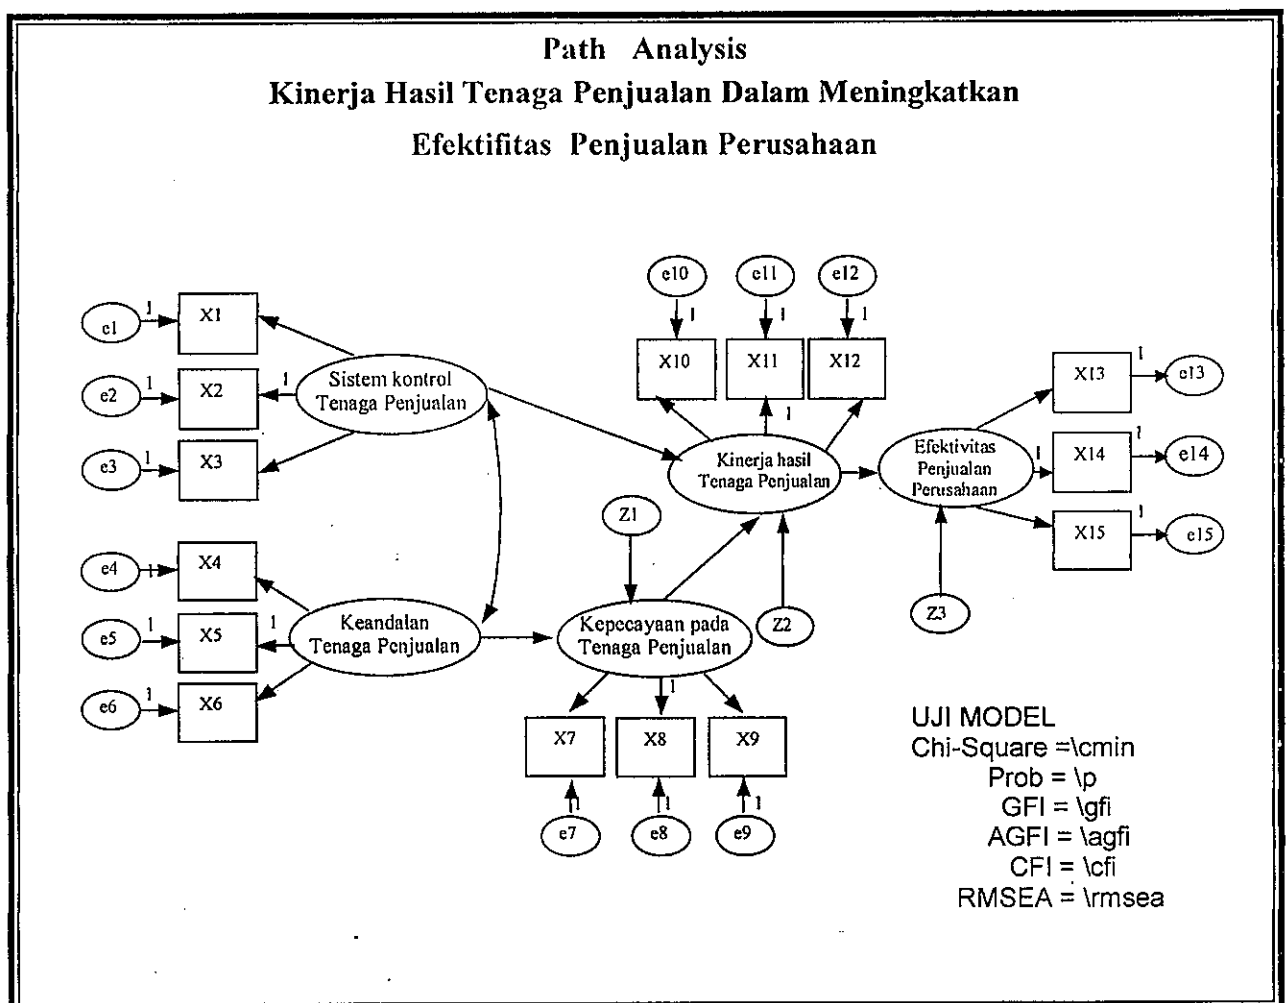 Path Analysis
Kinerja Hasil Tenaga Penjualan Dalam Meningkatkan
Efektifitas Penjualan Perusahaan
e10
e11
e12
1
1
1
X10
X11
X12
e1
1
X1
e2
1
X2
1
e3
1
X3
Sistem kontrol
Tenaga Penjualan
1
Kinerja hasil
Tenaga Penjualan
Efektivitas
Penjualan
Perusahaan
X13
1
e13
1
X14
1
e14
X15
1
e15
Z1
Z2
Z3
e4
1
X4
e5
1
X5
1
e6
1
X6
Keandalan
Tenaga Penjualan
Kepecayaan pada
Tenaga Penjualan
1
X7
X8
X9
1
1
1
e7
e8
e9
UJI MODEL
Chi-Square =\cmin
Prob = \p
GFI = \gfi
AGFI = \agfi
CFI = \cfi
RMSEA = \rmsea